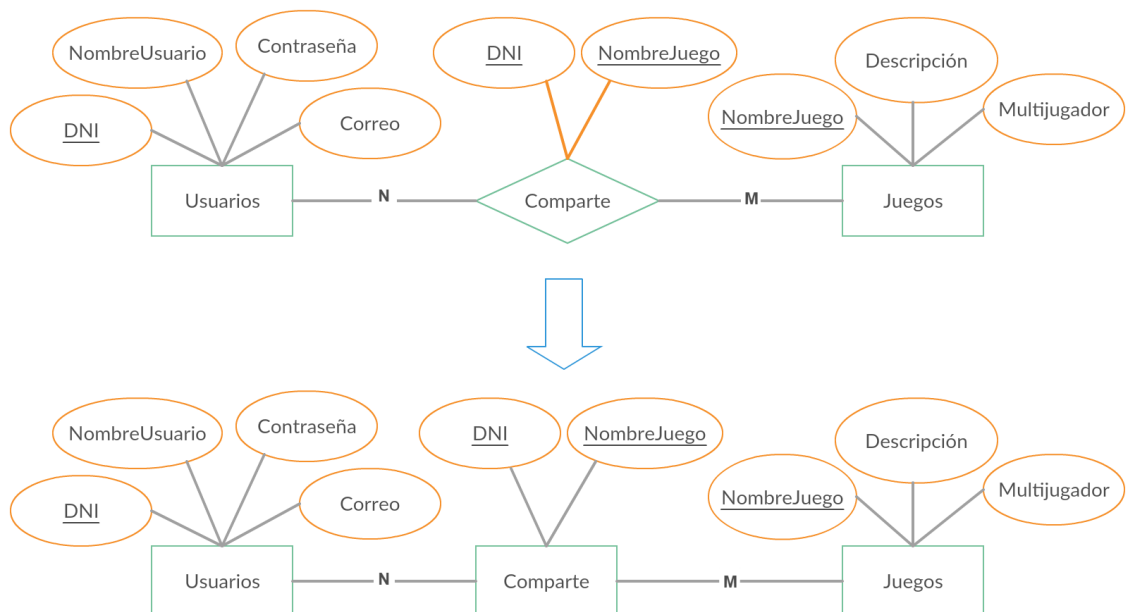 NombreUsuario
Contraseña
DNI
Correo
DNI
NombreJuego
Descripción
NombreJuego
Multijugador
Usuarios
N
Comparte
M
Juegos
NombreUsuario
Contraseña
DNI
Correo
DNI
NombreJuego
Descripción
NombreJuego
Multijugador
Usuarios
N
Comparte
M
Juegos